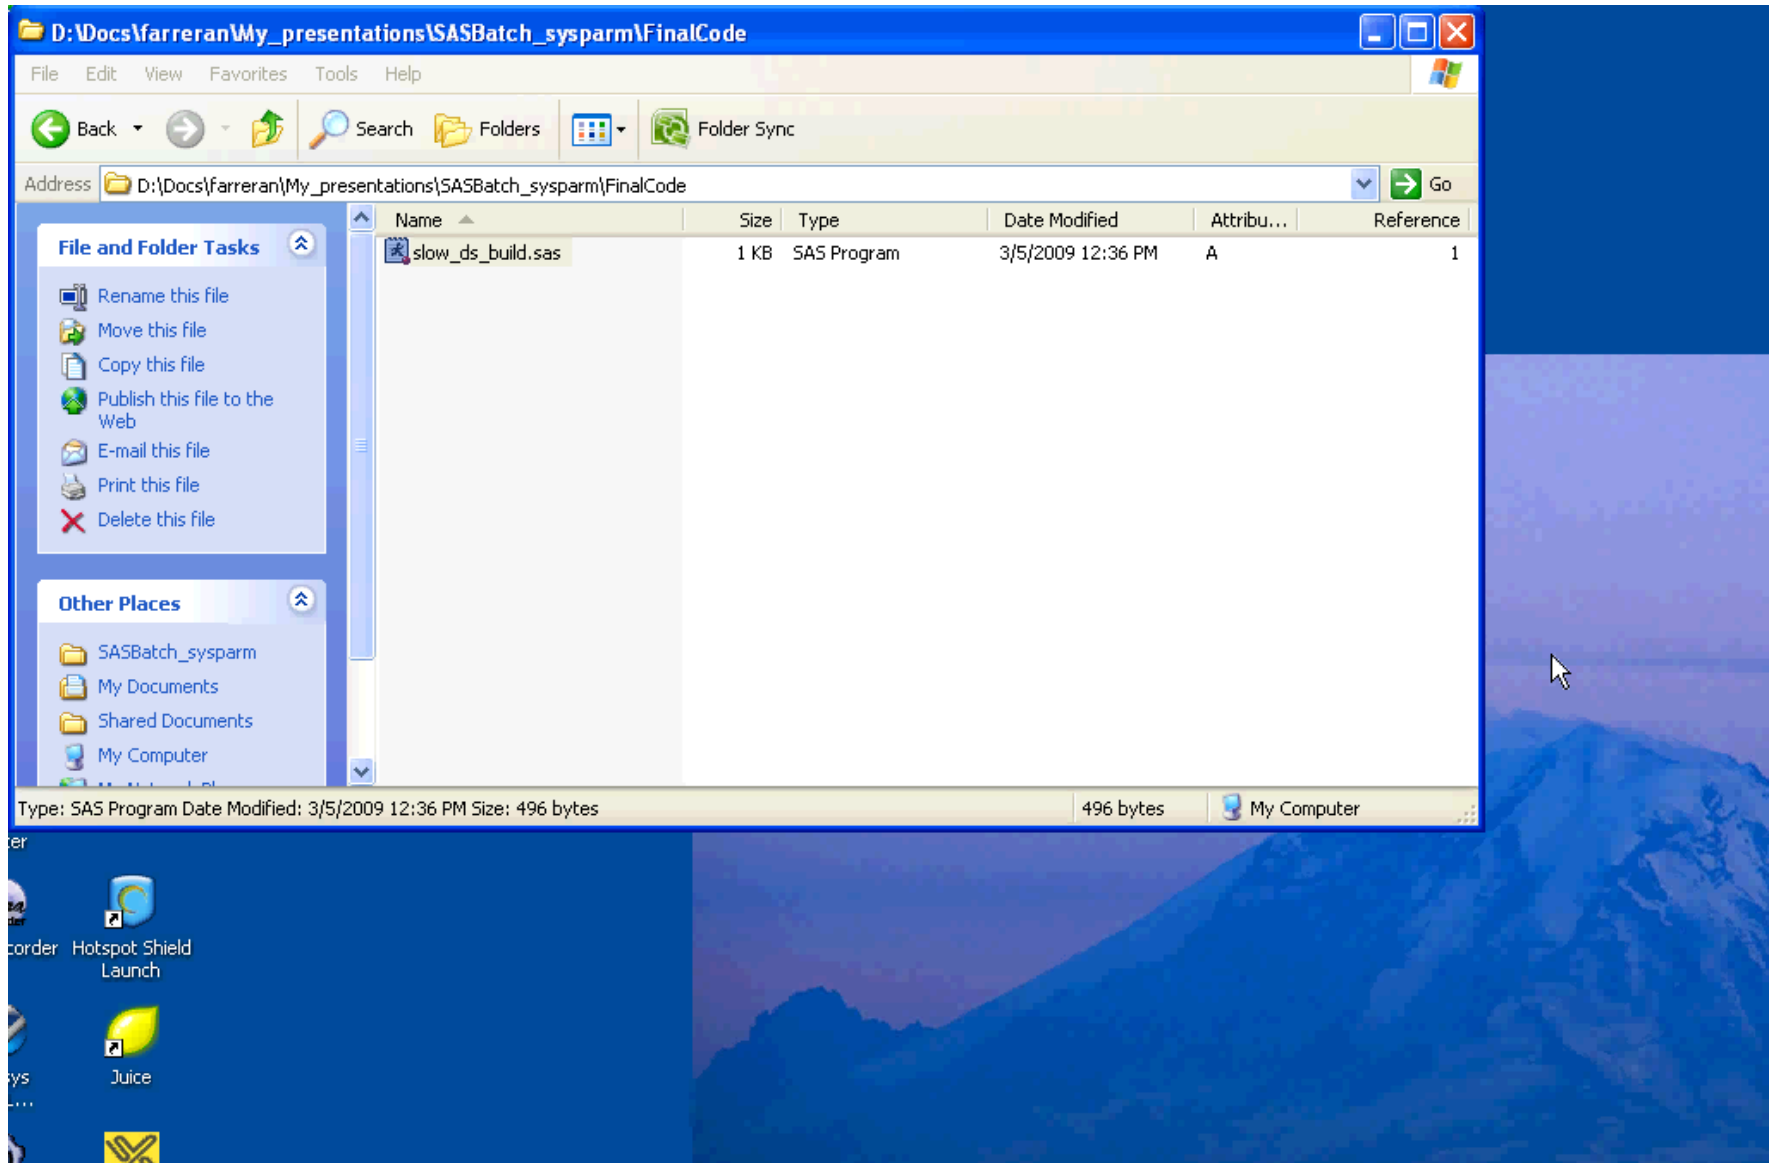 D:\Docs\farreran\My_presentations\SASBatch_sysparm\FinalCode
File Edit View Favorites Tools Help
Back Search Folders Folder Sync
Address D:\Docs\farreran\My_presentations\SASBatch_sysparm\FinalCode Go
Name Size Type Date Modified Attribu... Reference
File and Folder Tasks
slow_ds_build.sas 1 KB SAS Program 3/5/2009 12:36 PM A 1
Rename this file
Move this file
Copy this file
Publish this file to the
Web
E-mail this file
Print this file
Delete this file
Other Places
SASBatch_sysparm
My Documents
Shared Documents
My Computer
Type: SAS Program Date Modified: 3/5/2009 12:36 PM Size: 496 bytes 496 bytes My Computer
Hotspot Shield
Launch
Juice